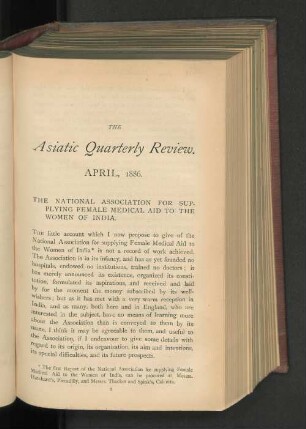 THE
Asiatic Quarterly Review.
APRIL, 1886.
THE NATIONAL ASSOCIATION FOR SUP-
PLYING FEMALE MEDICAL AID TO THE
WOMEN OF INDIA.
THE little account which I now propose to give of the
National Association for supplying Female Medical Aid to
the Women of India* is not a record of work achieved.
The Association is in its infancy, and has as yet founded no
hospitals, endowed no institutions, trained no doctors; it
has merely announced its existence, organized its consti-
tution, formulated its aspirations, and received and laid
by for the moment the money subscribed by its well-
wishers; but as it has met with a very warm reception in
India, and as many, both here and in England, who are
interested in the subject, have no means of learning more
about the Association than is conveyed to them by its
name, I think it may be agreeable to them, and useful to
the Association, if I endeavour to give some details with
regard to its origin, its organization, its aim and intentions,
its special difficulties, and its future prospects.
* The first Report of the National Association for supplying Female
Medical Aid to the Women of India, can be procured at Messrs.
Hatchard's, Piccadilly, and Messrs. Thacker and Spink's, Calcutta.